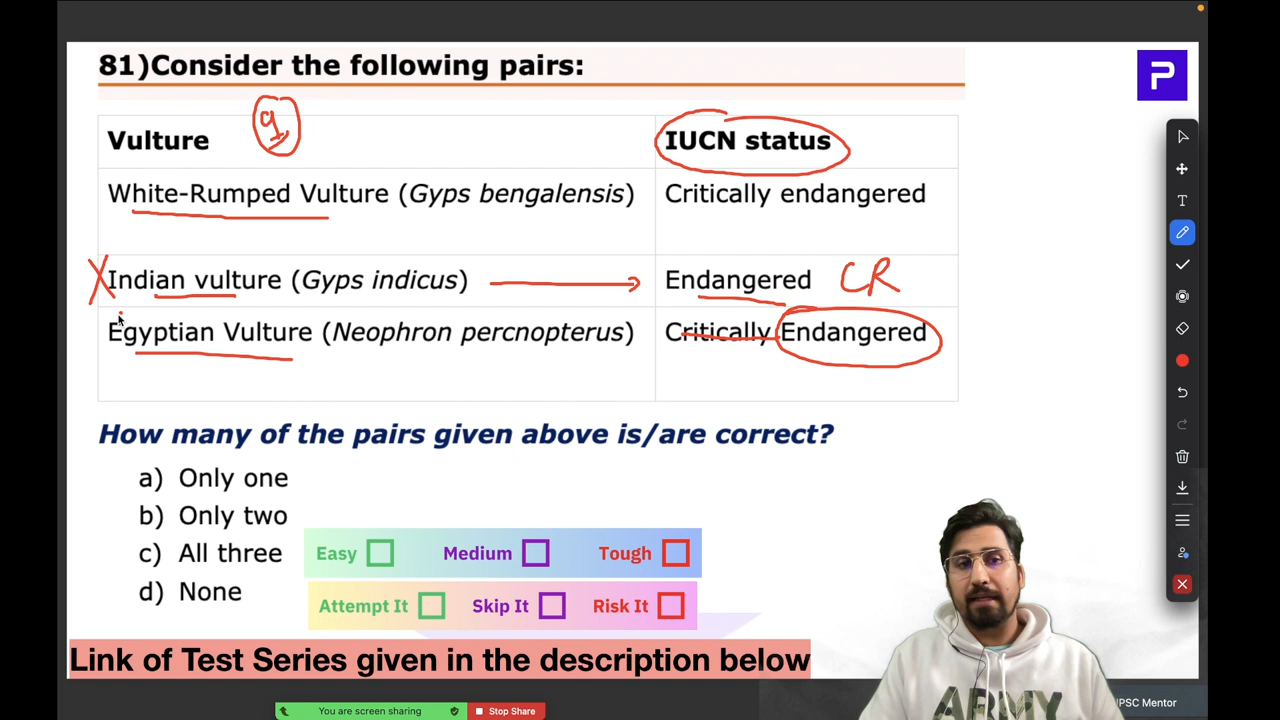 81)Consider the following pairs:
P
Vulture 9 IUCN status
White-Rumped Vulture (Gyps bengalensis) Critically endangered
X Indian vulture (Gyps indicus) Endangered CR
Egyptian Vulture (Neophron percnopterus) Critically Endangered
How many of the pairs given above is/are correct?
a) Only one
b) Only two
c) All three
d) None
Easy Medium Tough
Attempt It Skip It Risk It
Link of Test Series given in the description below
ARMY
UPSC Mentor
You are screen sharing Stop Share